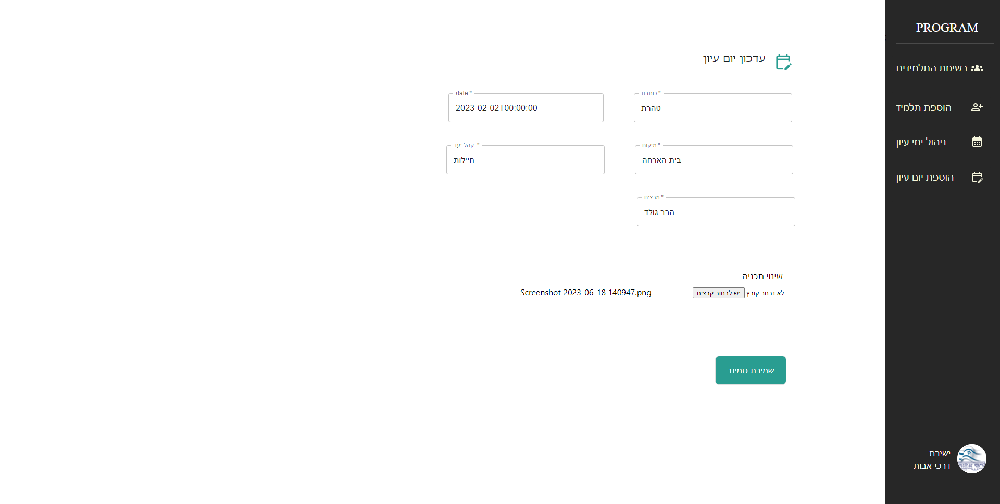 PROGRAM
רשימת התלמידים
הוספת תלמיד
ניהול ימי עיון
הוספת יום עיון
ישיבת
דרכי אבות
עדכון יום עיון
כותרת *
טהרת
date *
2023-02-02T00:00:00
מיקום *
בית הארחה
קהל יעד *
חיילות
מרצים *
הרב גולד
שינוי תכניה
יש לבחור קבצים לא נבחר קובץ
Screenshot 2023-06-18 140947.png
שמירת סמינר